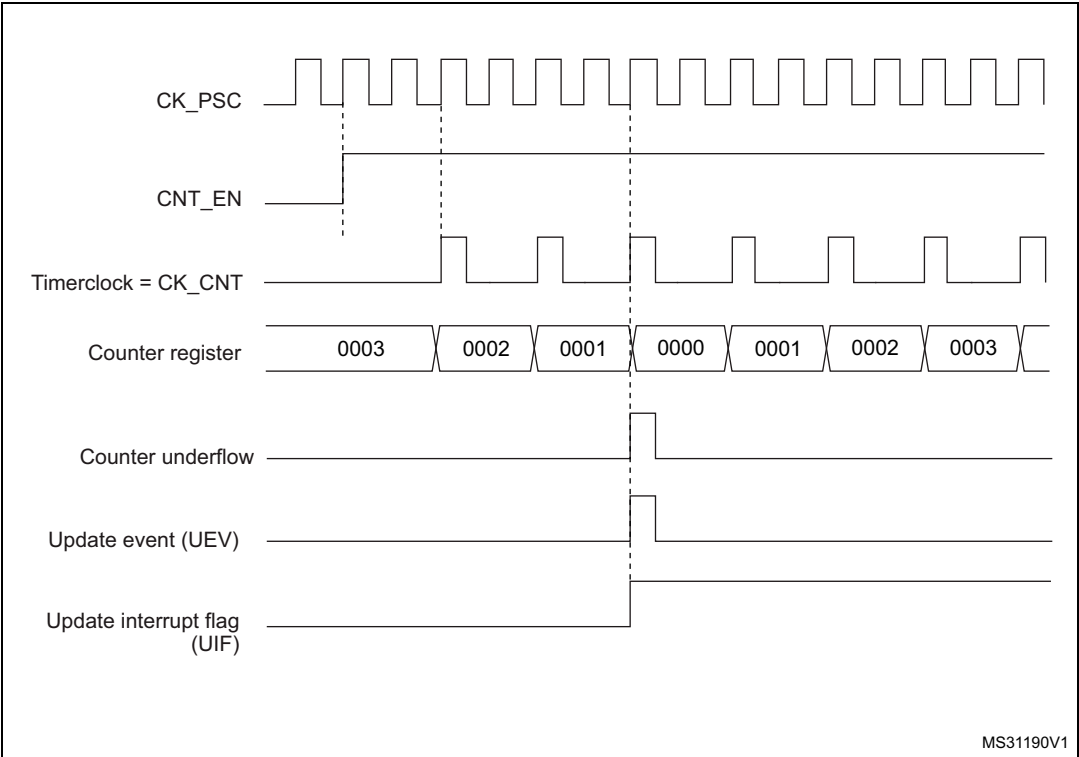 CK_PSC
CNT_EN
Timerclock = CK_CNT
Counter register
0003 0002 0001 0000 0001 0002 0003
Counter underflow
Update event (UEV)
Update interrupt flag
(UIF)
MS31190V1